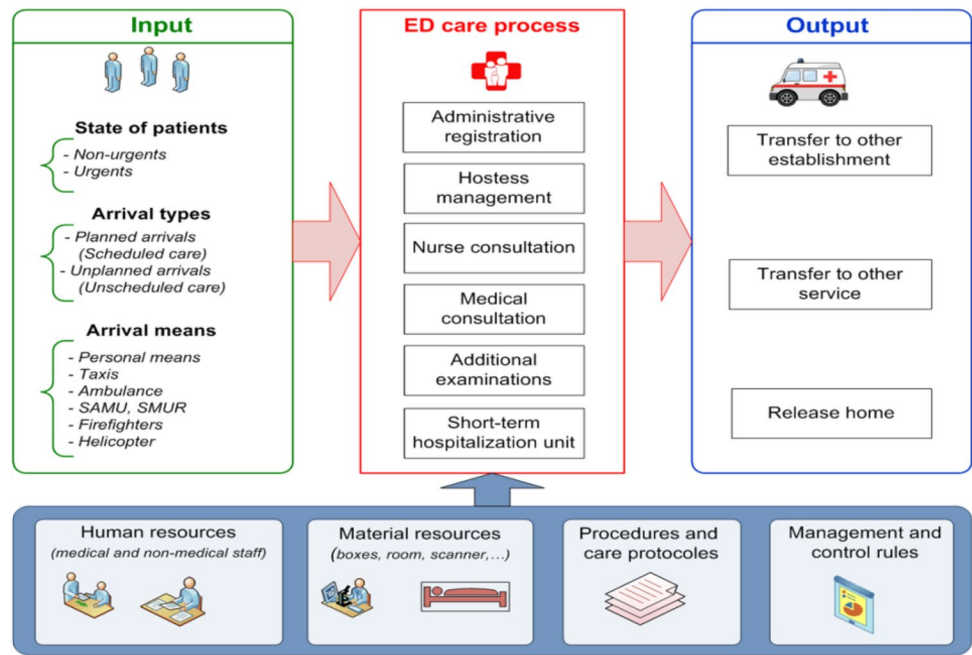 Input
State of patients
- Non-urgents
- Urgents
Arrival types
- Planned arrivals
(Scheduled care)
- Unplanned arrivals
(Unscheduled care)
Arrival means
- Personal means
- Taxis
- Ambulance
- SAMU, SMUR
- Firefighters
- Helicopter
ED care process
Administrative
registration
Hostess
management
Nurse consultation
Medical
consultation
Additional
examinations
Short-term
hospitalization unit
Output
Transfer to other
establishment
Transfer to other
service
Release home
Human resources
(medical and non-medical staff)
Material resources
(boxes, room, scanner,...)
Procedures and
care protocoles
Management and
control rules